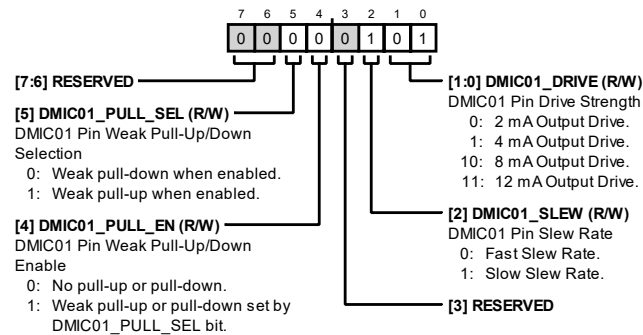 7 6 5 4 3 2 1 0
0 0 0 0 0 1 0 1
[7:6] RESERVED
[5] DMIC01_PULL_SEL (R/W)
DMIC01 Pin Weak Pull-Up/Down
Selection
0: Weak pull-down when enabled.
1: Weak pull-up when enabled.
[4] DMIC01_PULL_EN (R/W)
DMIC01 Pin Weak Pull-Up/Down
Enable
0: No pull-up or pull-down.
1: Weak pull-up or pull-down set by
DMIC01_PULL_SEL bit.
[1:0] DMIC01_DRIVE (R/W)
DMIC01 Pin Drive Strength
0: 2 mA Output Drive.
1: 4 mA Output Drive.
10: 8 mA Output Drive.
11: 12 mA Output Drive.
[2] DMIC01_SLEW (R/W)
DMIC01 Pin Slew Rate
0: Fast Slew Rate.
1: Slow Slew Rate.
[3] RESERVED